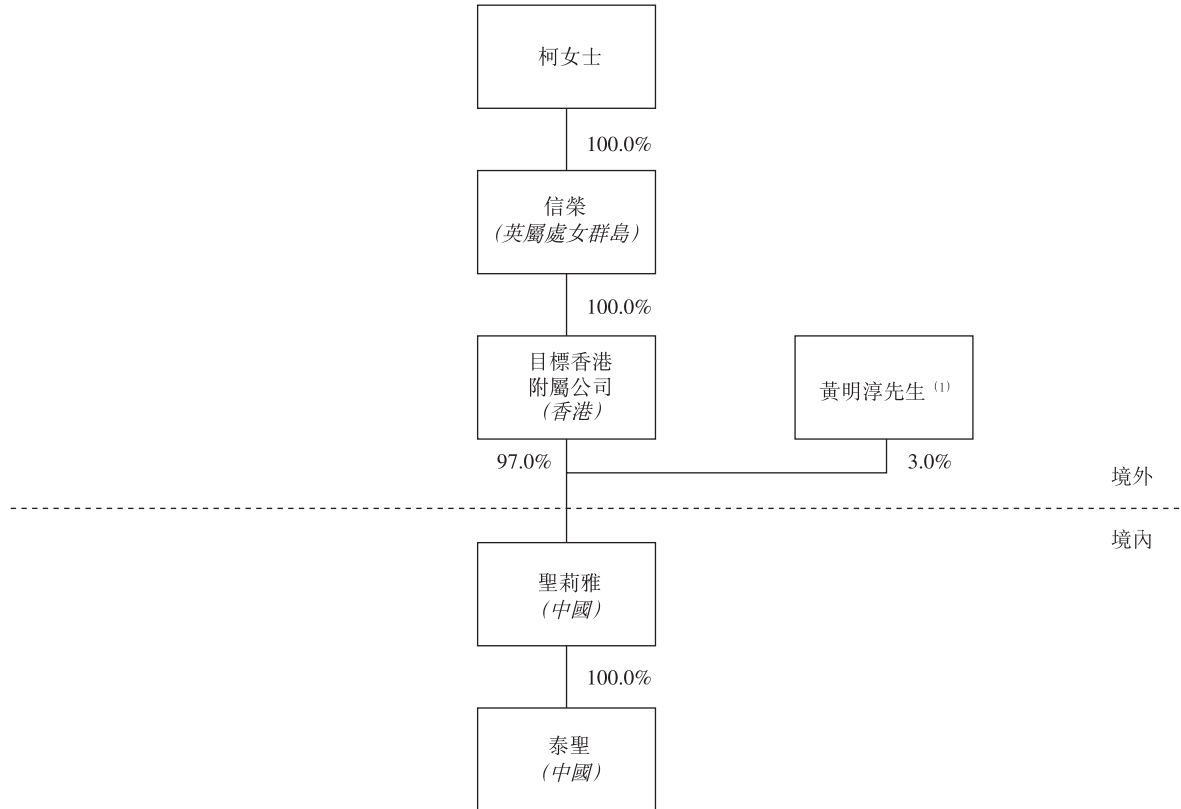 柯女士
100.0%
信榮
(英屬處女群島)
100.0%
目標香港
附屬公司
(香港)
黃明淳先生 (1)
97.0%
3.0%
境外
境內
聖莉雅
(中國)
100.0%
泰聖
(中國)